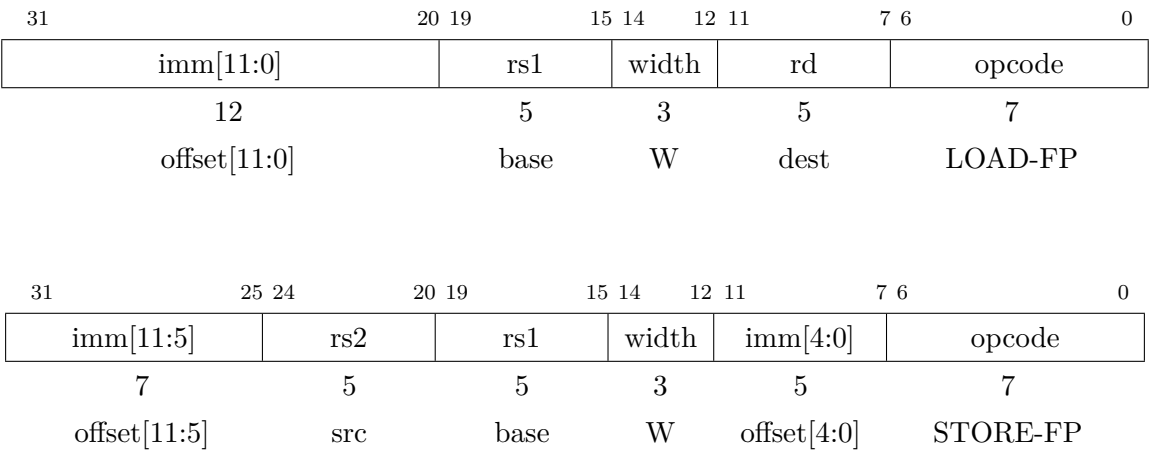 31 20 19 15 14 12 11 7 6 0
imm[11:0] rs1 width rd opcode
12 5 3 5 7
offset[11:0] base W dest LOAD-FP
31 25 24 20 19 15 14 12 11 7 6 0
imm[11:5] rs2 rs1 width imm[4:0] opcode
7 5 5 3 5 7
offset[11:5] src base W offset[4:0] STORE-FP